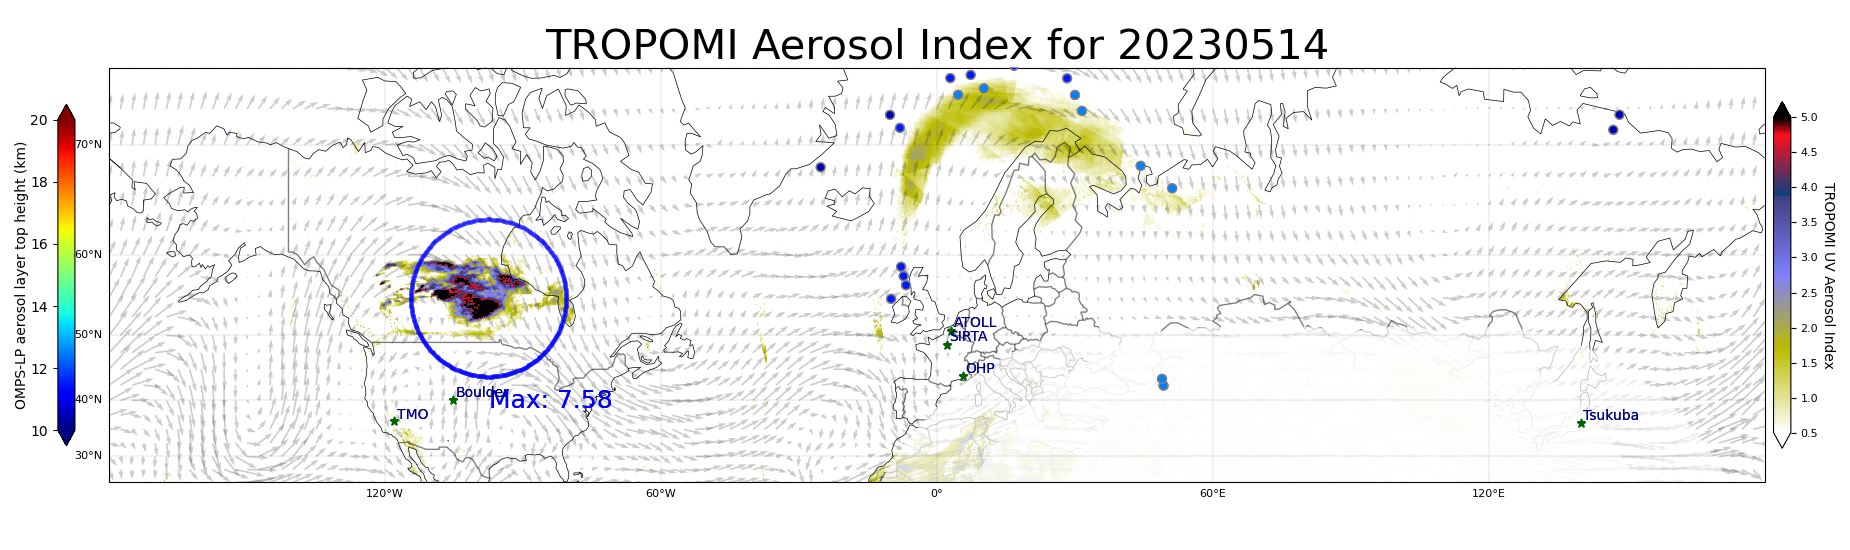 TROPOMI Aerosol Index for 20230514
20
18
16
14
12
10
OMPS-LP aerosol layer top height (km)
70°N
60°N
50°N
40°N
30°N
120°W
60°W
0°
60°E
120°E
ATOLL
SIRTA
OHP
Boulder
Max: 7.58
TMO
Tsukuba
5.0
4.5
4.0
3.5
3.0
2.5
2.0
1.5
1.0
0.5
TROPOMI UV Aerosol Index